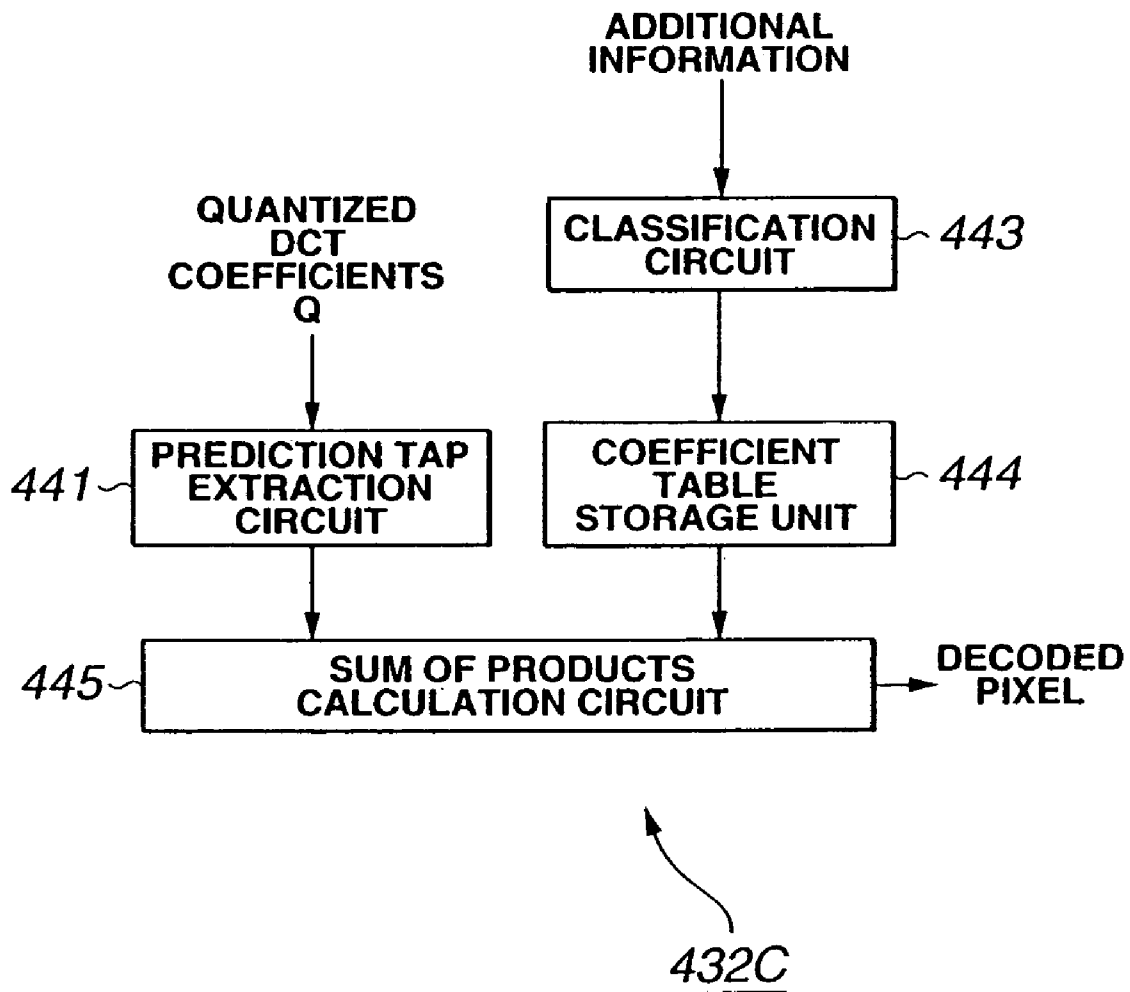 ADDITIONAL
INFORMATION
QUANTIZED
DCT
COEFFICIENTS
Q
CLASSIFICATION
CIRCUIT
443
PREDICTION TAP
EXTRACTION
CIRCUIT
441
COEFFICIENT
TABLE
STORAGE UNIT
444
SUM OF PRODUCTS
CALCULATION CIRCUIT
445
DECODED
PIXEL
432C